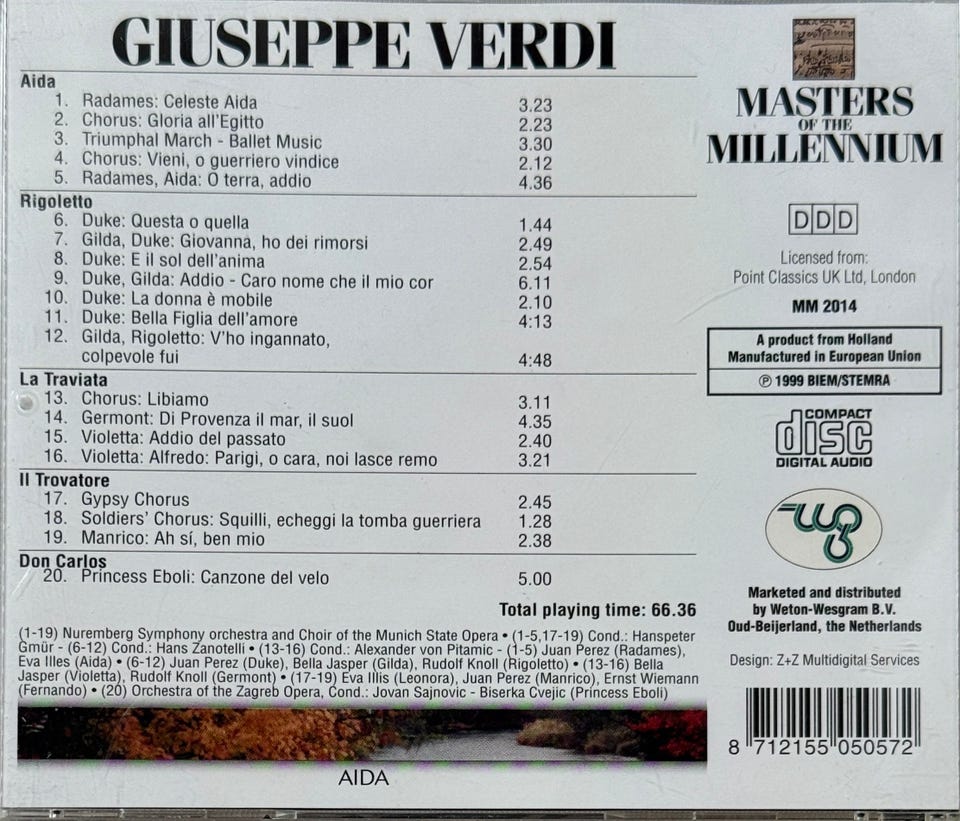 GIUSEPPE VERDI
Aida
1. Radames: Celeste Aida 3.23
2. Chorus: Gloria all'Egitto 2.23
3. Triumphal March - Ballet Music 3.30
4. Chorus: Vieni, o guerriero vindice 2.12
5. Radames, Aida: O terra, addio 4.36
Rigoletto
6. Duke: Questa o quella 1.44
7. Gilda, Duke: Giovanna, ho dei rimorsi 2.49
8. Duke: E il sol dell'anima 2.54
9. Duke, Gilda: Addio - Caro nome che il mio cor 6.11
10. Duke: La donna è mobile 2.10
11. Duke: Bella Figlia dell'amore 4:13
12. Gilda, Rigoletto: V'ho ingannato,
colpevole fui 4:48
La Traviata
13. Chorus: Libiamo 3.11
14. Germont: Di Provenza il mar, il suol 4.35
15. Violetta: Addio del passato 2.40
16. Violetta: Alfredo: Parigi, o cara, noi lasce remo 3.21
Il Trovatore
17. Gypsy Chorus 2.45
18. Soldiers' Chorus: Squilli, echeggi la tomba guerriera 1.28
19. Manrico: Ah sí, ben mio 2.38
Don Carlos
20. Princess Eboli: Canzone del velo 5.00
Total playing time: 66.36
(1-19) Nuremberg Symphony orchestra and Choir of the Munich State Opera • (1-5,17-19) Cond.: Hanspeter
Gmür - (6-12) Cond.: Hans Zanotelli • (13-16) Cond.: Alexander von Pitamic - (1-5) Juan Perez (Radames),
Eva Illes (Aida) • (6-12) Juan Perez (Duke), Bella Jasper (Gilda), Rudolf Knoll (Rigoletto) • (13-16) Bella
Jasper (Violetta), Rudolf Knoll (Germont) • (17-19) Eva Illis (Leonora), Juan Perez (Manrico), Ernst Wiemann
(Fernando) • (20) Orchestra of the Zagreb Opera, Cond.: Jovan Sajnovic - Biserka Cvejic (Princess Eboli)
AIDA
MASTERS
OF THE
MILLENNIUM
DDD
Licensed from:
Point Classics UK Ltd, London
MM 2014
A product from Holland
Manufactured in European Union
℗ 1999 BIEM/STEMRA
COMPACT
disc
DIGITAL AUDIO
Marketed and distributed
by Weton-Wesgram B.V.
Oud-Beijerland, the Netherlands
Design: Z+Z Multidigital Services
8 712155 050572